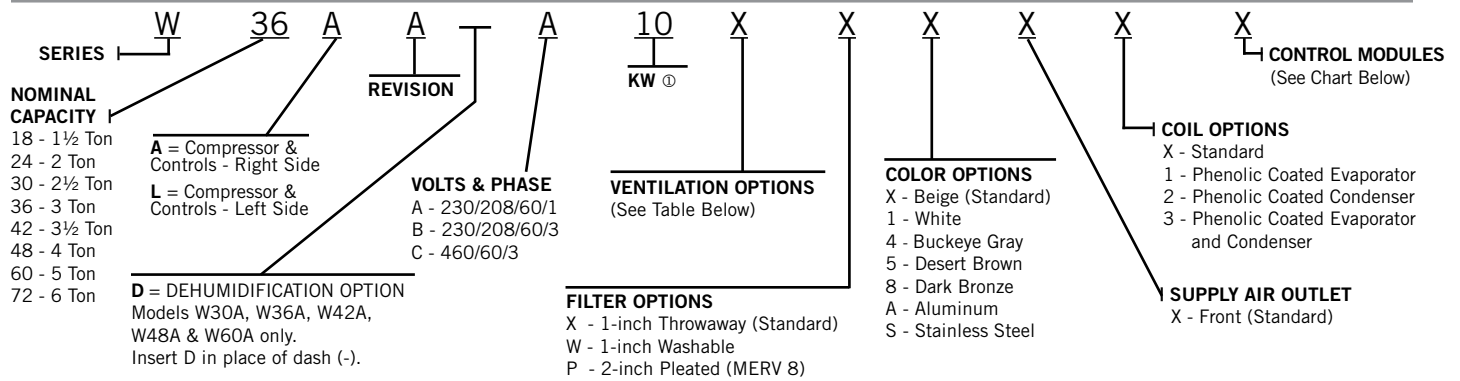 W 36 A A — A 10 X X X X X X
SERIES
NOMINAL
CAPACITY
18 - 1½ Ton
24 - 2 Ton
30 - 2½ Ton
36 - 3 Ton
42 - 3½ Ton
48 - 4 Ton
60 - 5 Ton
72 - 6 Ton
A = Compressor &
Controls - Right Side
L = Compressor &
Controls - Left Side
REVISION
D = DEHUMIDIFICATION OPTION
Models W30A, W36A, W42A,
W48A & W60A only.
Insert D in place of dash (-).
VOLTS & PHASE
A - 230/208/60/1
B - 230/208/60/3
C - 460/60/3
KW ①
VENTILATION OPTIONS
(See Table Below)
FILTER OPTIONS
X - 1-inch Throwaway (Standard)
W - 1-inch Washable
P - 2-inch Pleated (MERV 8)
COLOR OPTIONS
X - Beige (Standard)
1 - White
4 - Buckeye Gray
5 - Desert Brown
8 - Dark Bronze
A - Aluminum
S - Stainless Steel
SUPPLY AIR OUTLET
X - Front (Standard)
COIL OPTIONS
X - Standard
1 - Phenolic Coated Evaporator
2 - Phenolic Coated Condenser
3 - Phenolic Coated Evaporator
and Condenser
CONTROL MODULES
(See Chart Below)